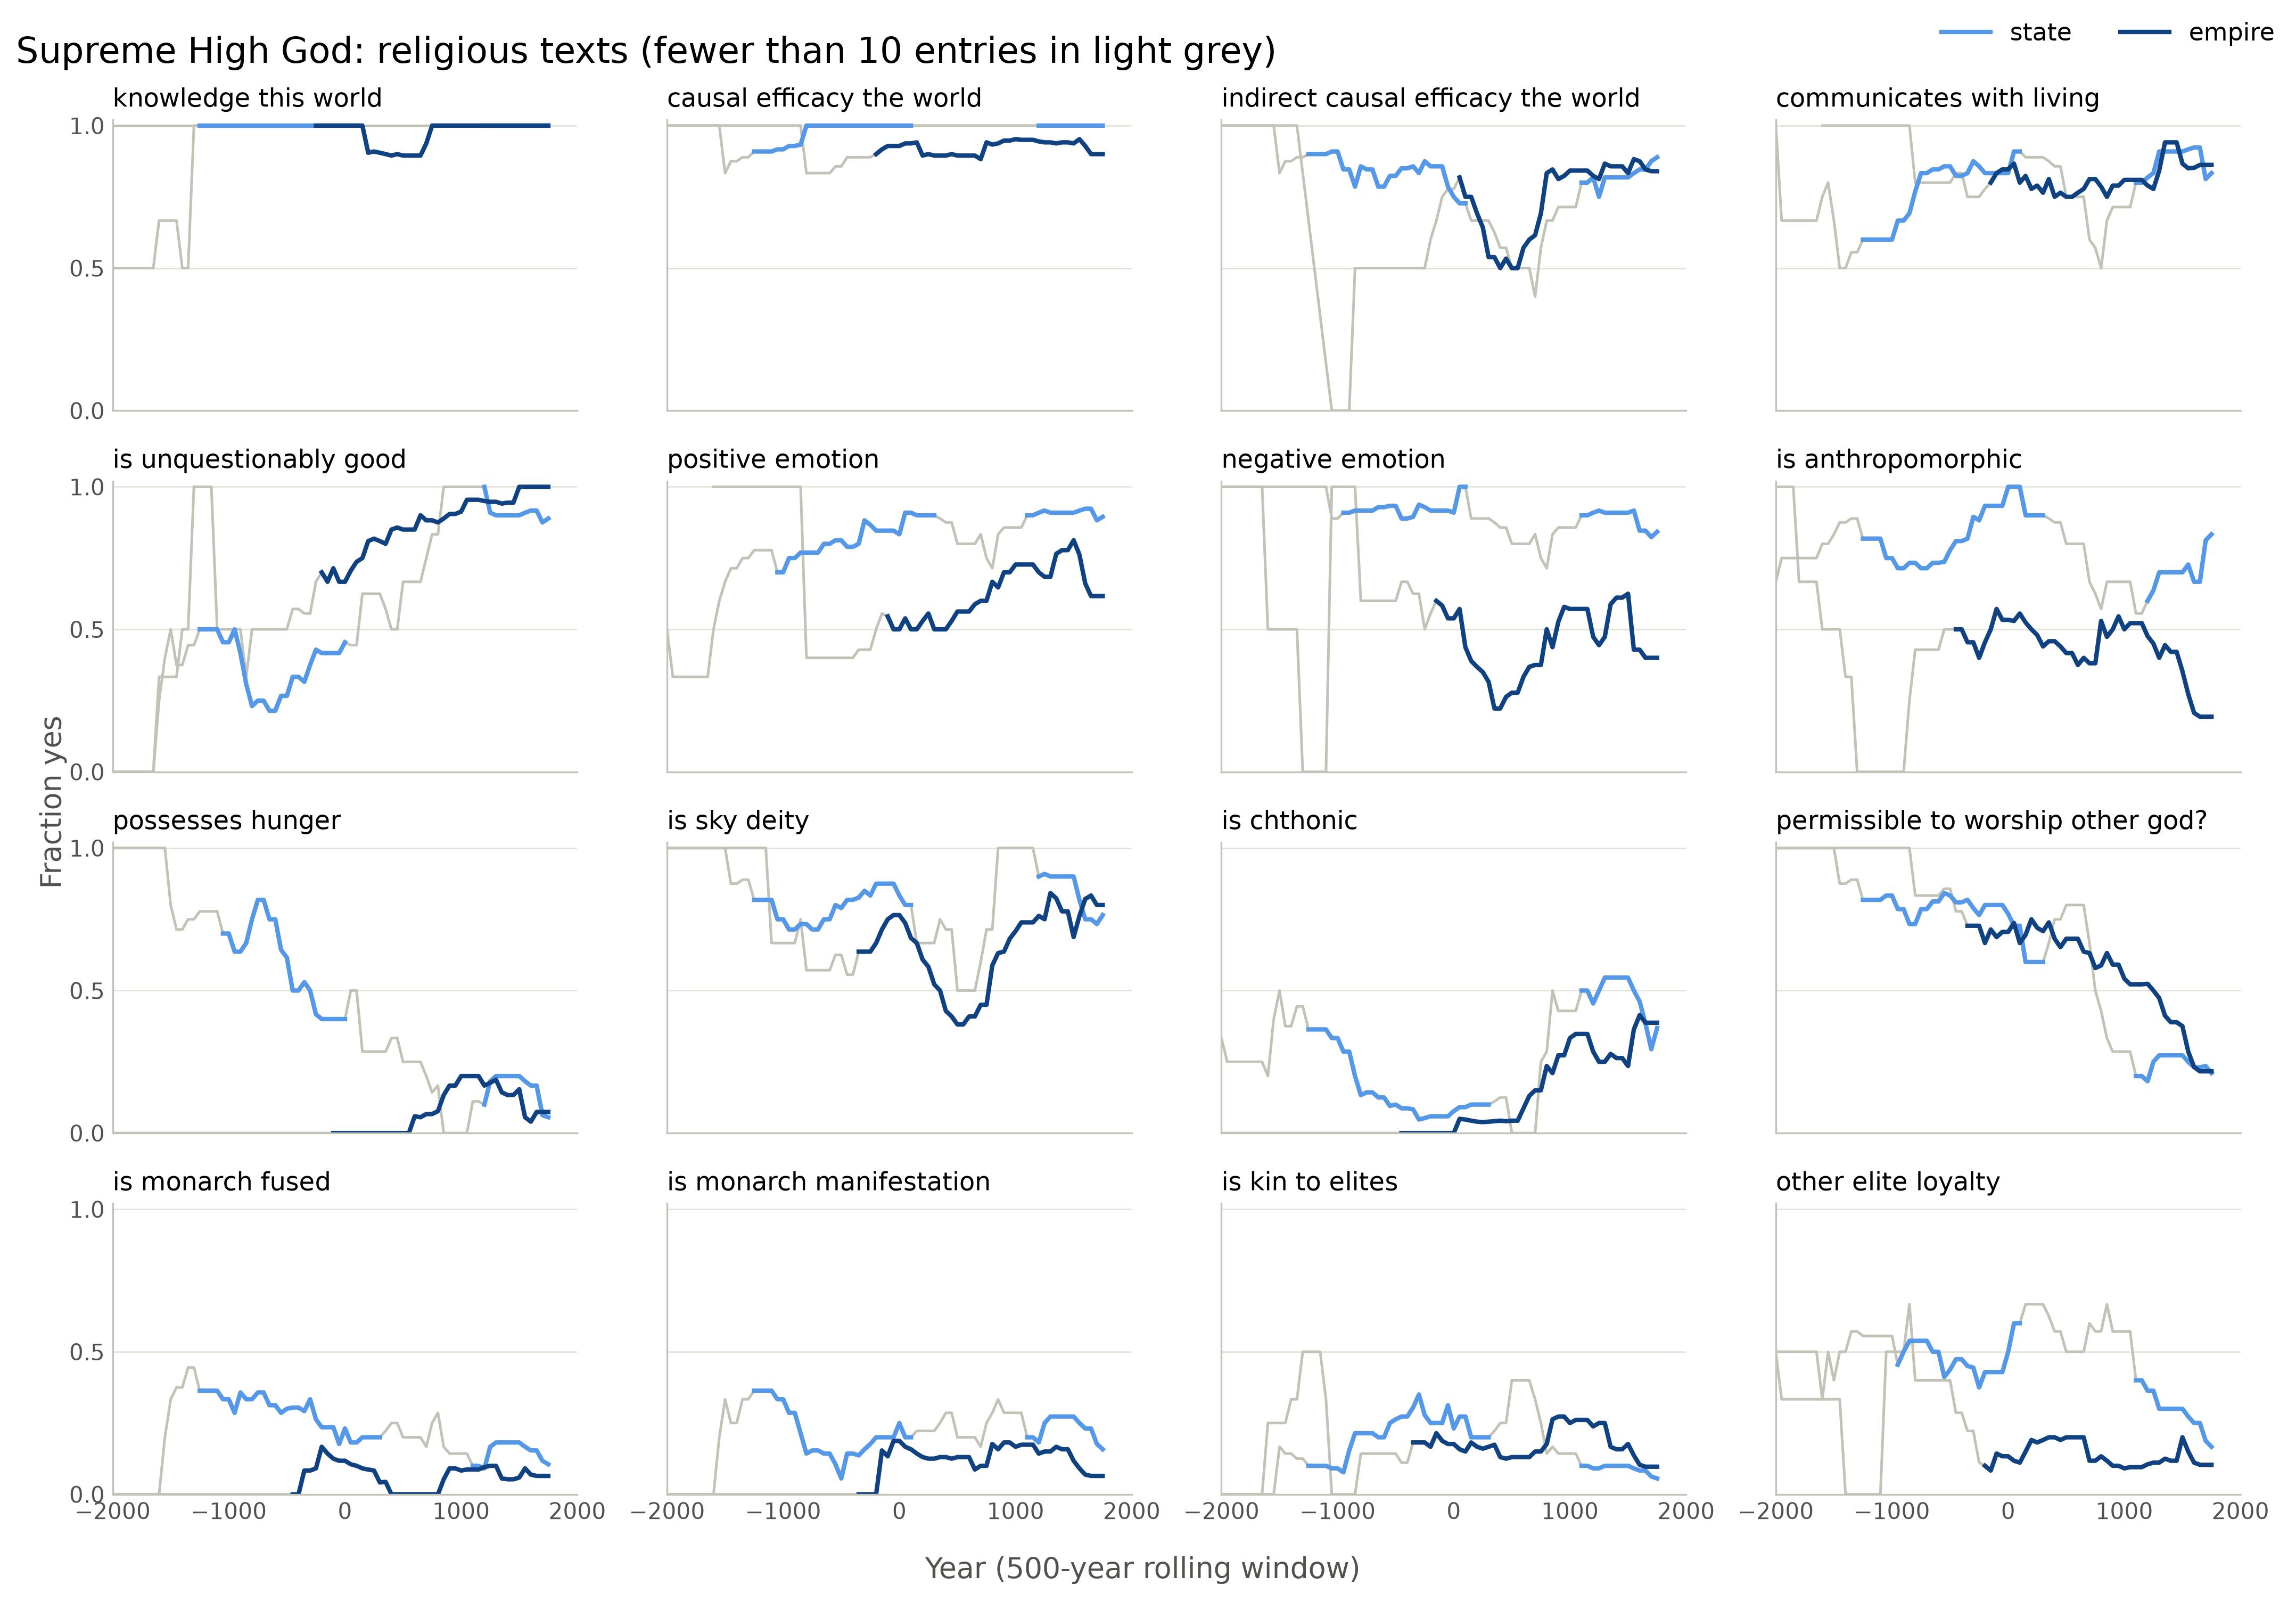 Supreme High God: religious texts (fewer than 10 entries in light grey)
state
empire
knowledge this world
causal efficacy the world
indirect causal efficacy the world
communicates with living
1.0
0.5
0.0
is unquestionably good
positive emotion
negative emotion
is anthropomorphic
1.0
0.5
0.0
Fraction yes
possesses hunger
is sky deity
is chthonic
permissible to worship other god?
1.0
0.5
0.0
is monarch fused
is monarch manifestation
is kin to elites
other elite loyalty
1.0
0.5
0.0
−2000 −1000 0 1000 2000
−2000 −1000 0 1000 2000
−2000 −1000 0 1000 2000
−2000 −1000 0 1000 2000
Year (500-year rolling window)